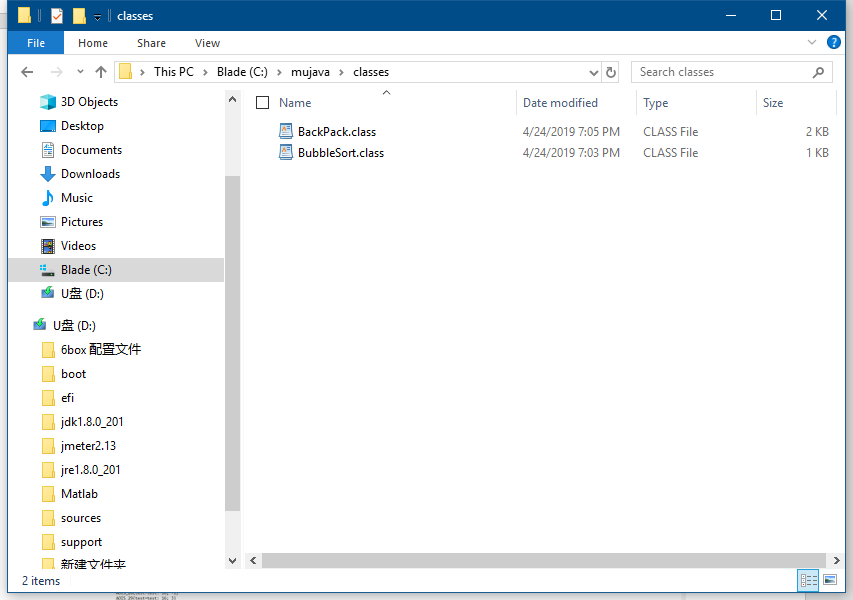 classes
File Home Share View
This PC Blade (C:) mujava classes Search classes
3D Objects
Desktop
Documents
Downloads
Music
Pictures
Videos
Blade (C:)
U盘 (D:)
U盘 (D:)
6box 配置文件
boot
efi
jdk1.8.0_201
jmeter2.13
jre1.8.0_201
Matlab
sources
support
新建文件夹
Name Date modified Type Size
BackPack.class 4/24/2019 7:05 PM CLASS File 2 KB
BubbleSort.class 4/24/2019 7:03 PM CLASS File 1 KB
2 items